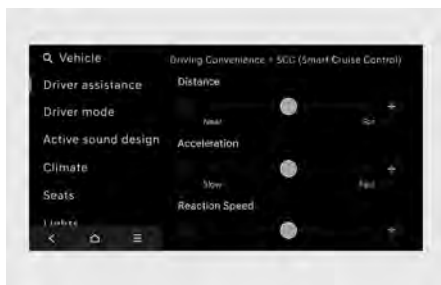 Vehicle
Driving Convenience • SCC (Smart Cruise Control)
Driver assistance
Distance
Driver mode
Near
Far
Active sound design
Acceleration
Climate
Slow
Fast
Seats
Reaction Speed
Lights